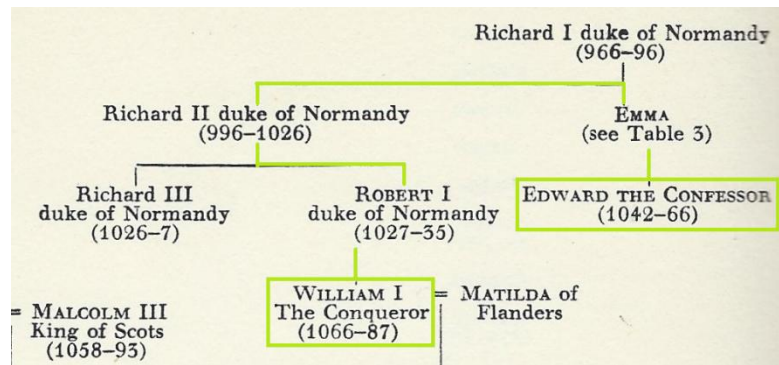 Richard I duke of Normandy
(966–96)
Richard II duke of Normandy
(996–1026)
EMMA
(see Table 3)
Richard III
duke of Normandy
(1026–7)
ROBERT I
duke of Normandy
(1027–35)
EDWARD THE CONFESSOR
(1042–66)
= MALCOLM III
King of Scots
(1058–93)
WILLIAM I
The Conqueror
(1066–87)
= MATILDA of
Flanders